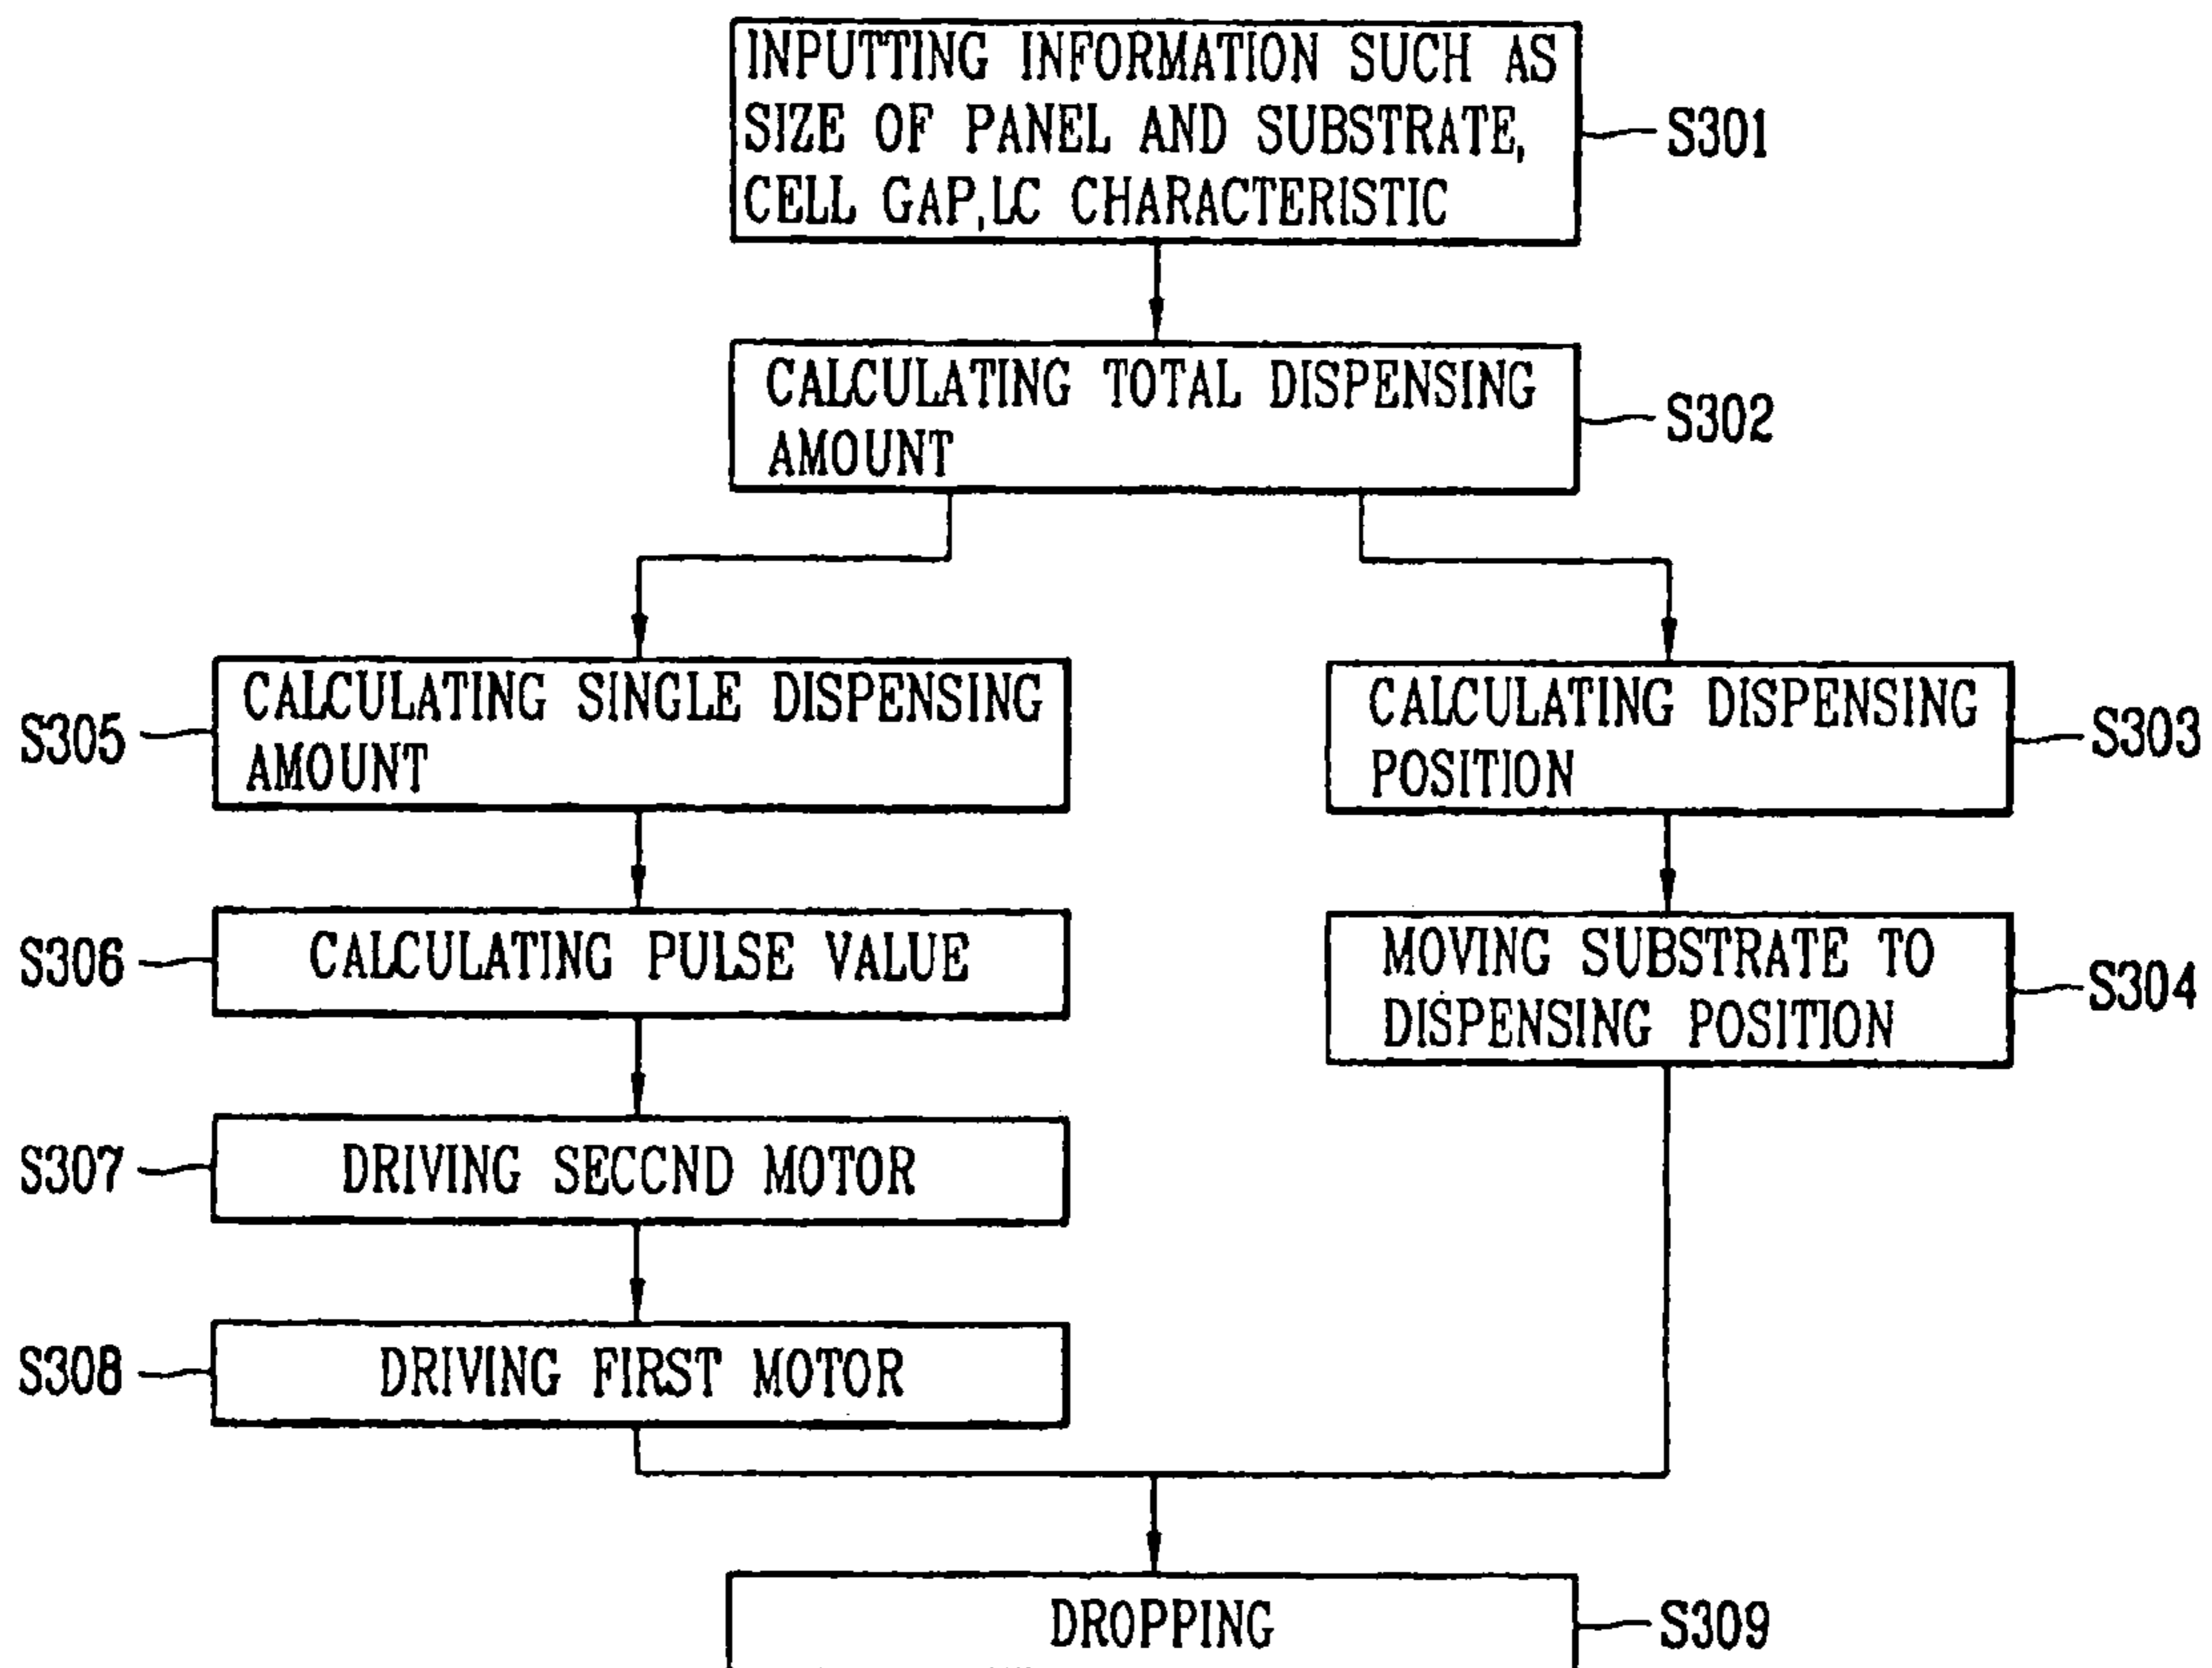 INPUTTING INFORMATION SUCH AS
SIZE OF PANEL AND SUBSTRATE,
CELL GAP,LC CHARACTERISTIC
S301
CALCULATING TOTAL DISPENSING
AMOUNT
S302
S305
CALCULATING SINGLE DISPENSING
AMOUNT
CALCULATING DISPENSING
POSITION
S303
S306
CALCULATING PULSE VALUE
MOVING SUBSTRATE TO
DISPENSING POSITION
S304
S307
DRIVING SECCND MOTOR
S308
DRIVING FIRST MOTOR
DROPPING
S309